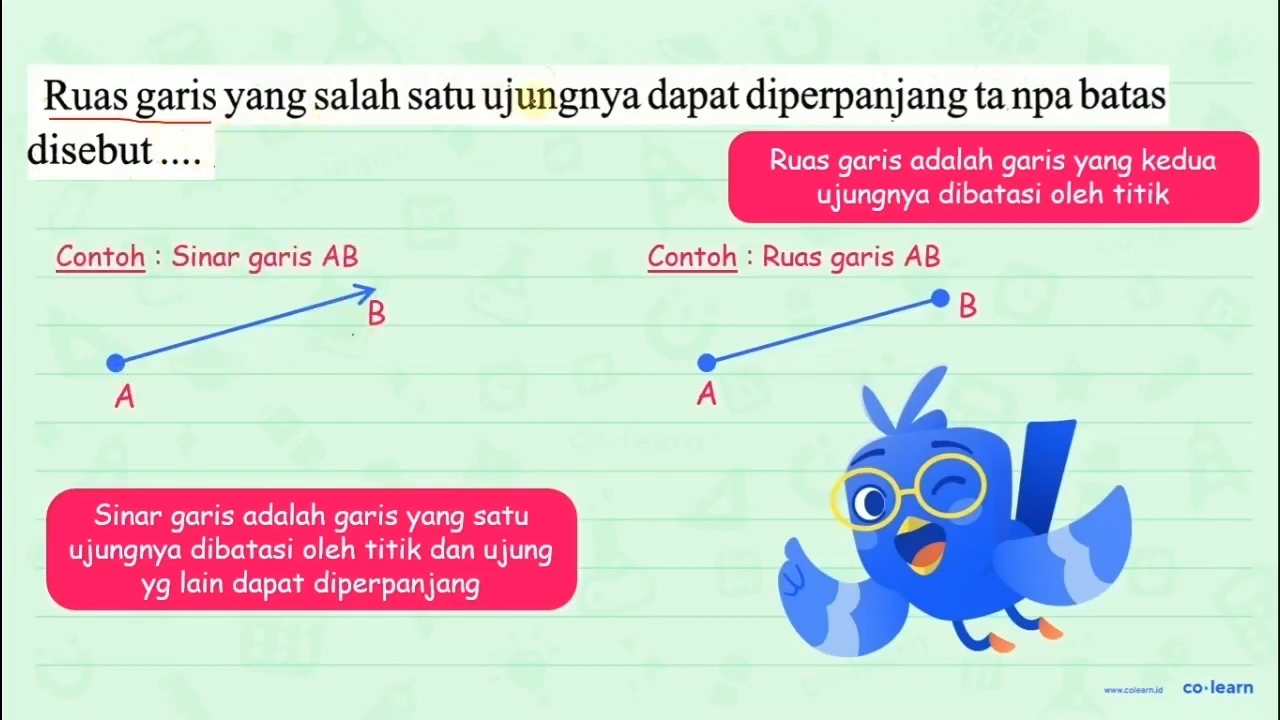 Ruas garis yang salah satu ujungnya dapat diperpanjang ta npa batas
disebut ....
Ruas garis adalah garis yang kedua
ujungnya dibatasi oleh titik
Contoh : Sinar garis AB
B
A
Contoh : Ruas garis AB
B
A
Sinar garis adalah garis yang satu
ujungnya dibatasi oleh titik dan ujung
yg lain dapat diperpanjang
www.colearn.id
co·learn